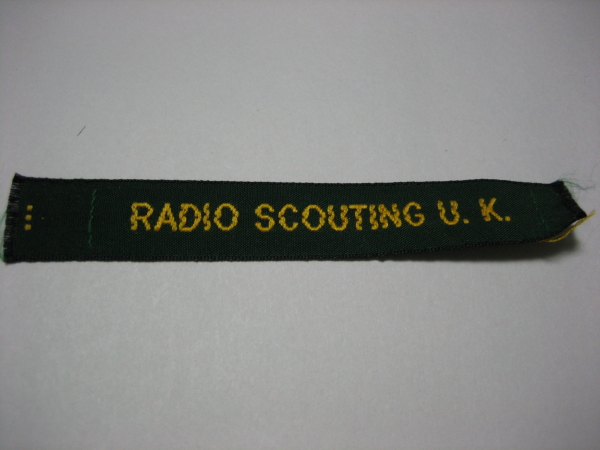 RADIO SCOUTING U. K.